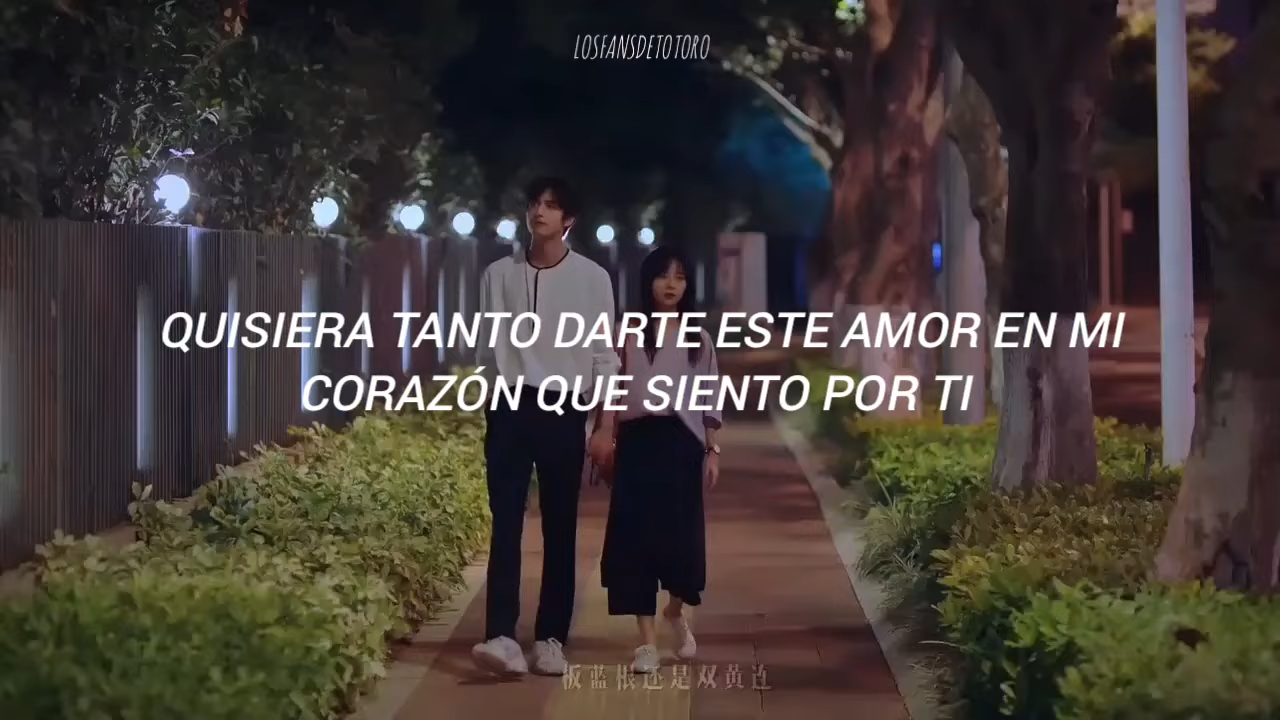 LOSFANSDETOTORO
QUISIERA TANTO DARTE ESTE AMOR EN MI
CORAZÓN QUE SIENTO POR TI
板蓝根还是双黄连